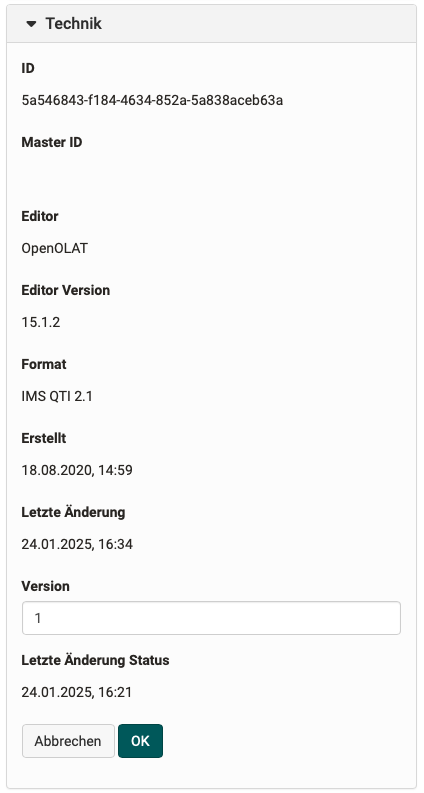 Technik
ID
5a546843-f184-4634-852a-5a838aceb63a
Master ID
Editor
OpenOLAT
Editor Version
15.1.2
Format
IMS QTI 2.1
Erstellt
18.08.2020, 14:59
Letzte Änderung
24.01.2025, 16:34
Version
1
Letzte Änderung Status
24.01.2025, 16:21
Abbrechen OK